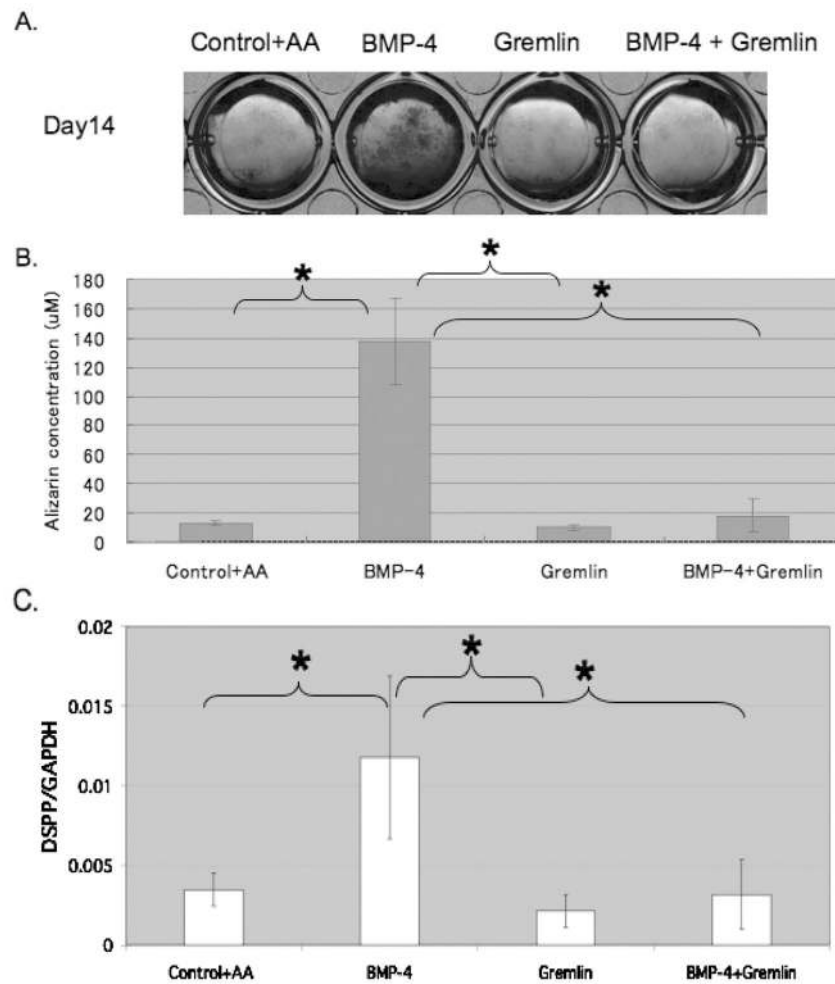 A.
Control+AA BMP-4 Gremlin BMP-4 + Gremlin
Day14
B.
* * *
Alizarin concentration (uM)
180
160
140
120
100
80
60
40
20
0
Control+AA BMP-4 Gremlin BMP-4+Gremlin
C.
* * *
DSPP/GAPDH
0.02
0.015
0.01
0.005
0
Control+AA BMP-4 Gremlin BMP-4+Gremlin